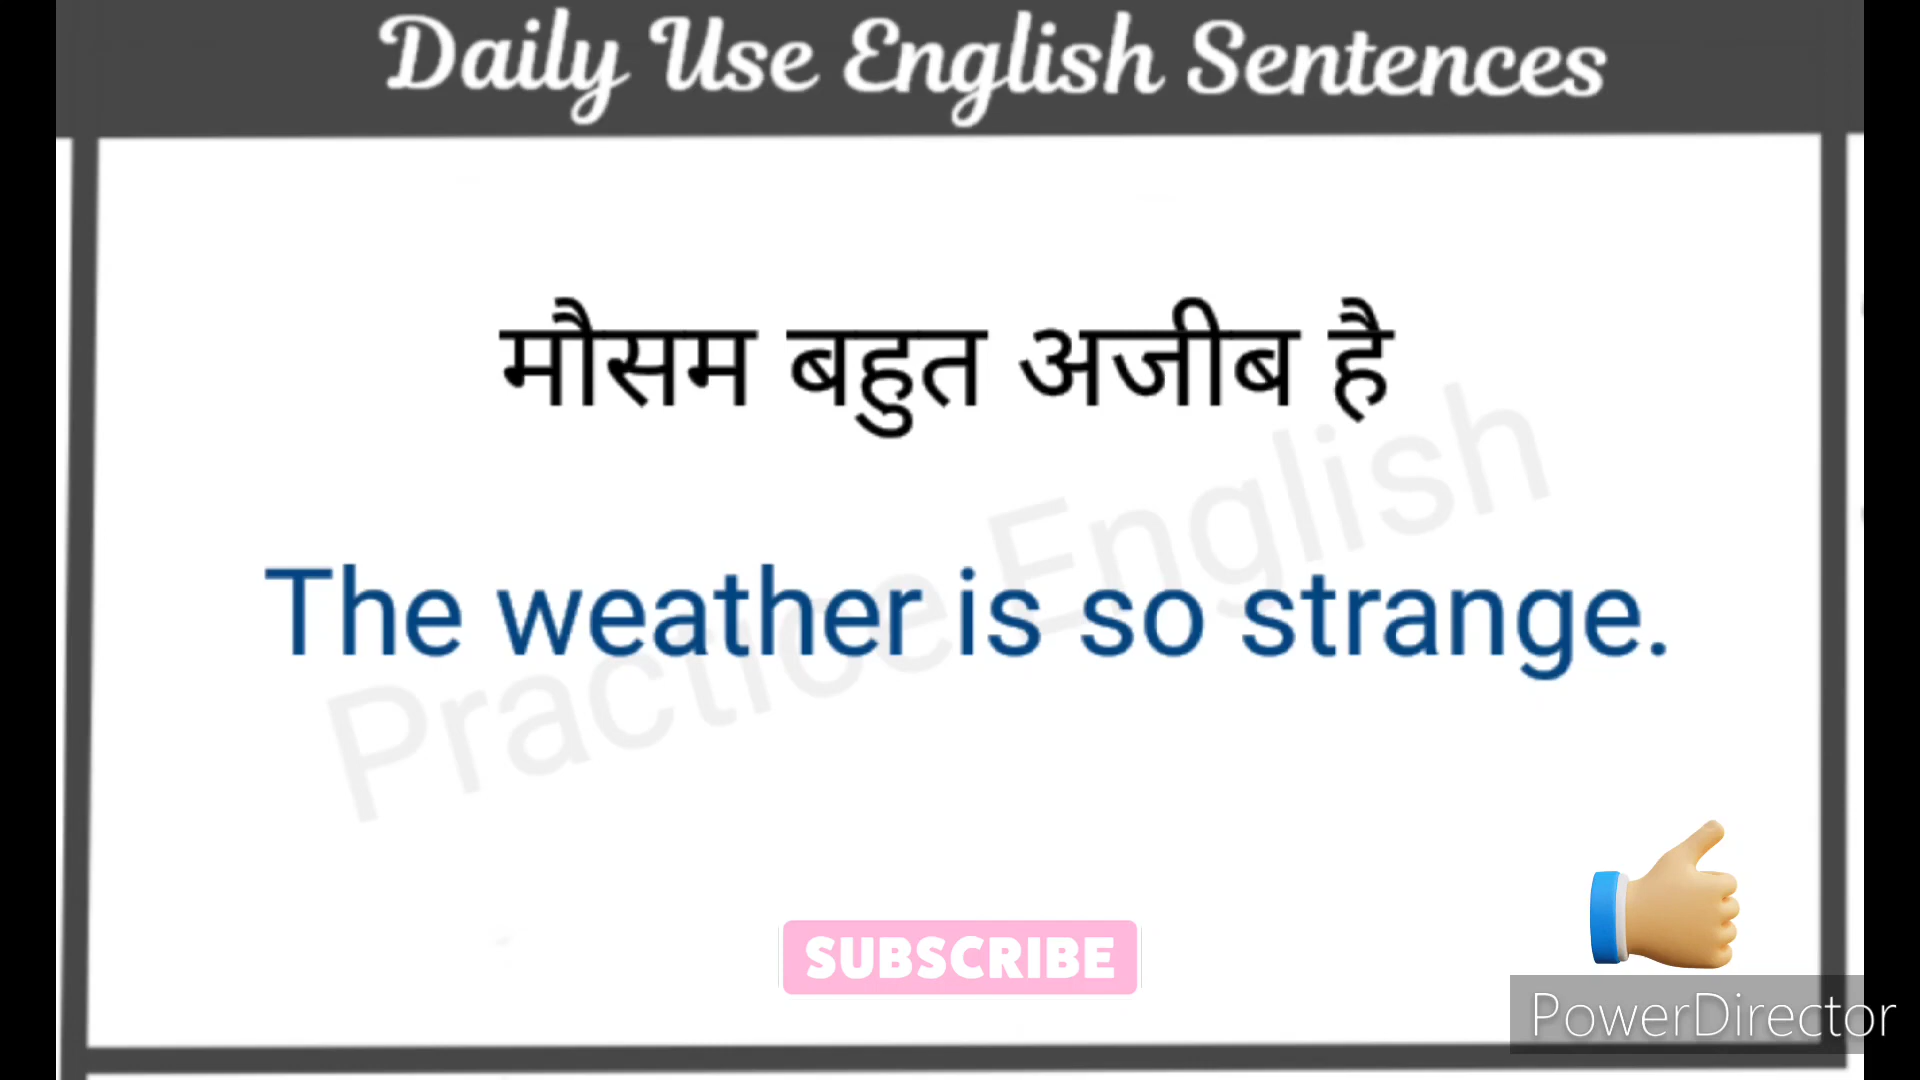 Daily Use English Sentences
मौसम बहुत अजीब है
The weather is so strange.
Practice English
SUBSCRIBE
PowerDirector